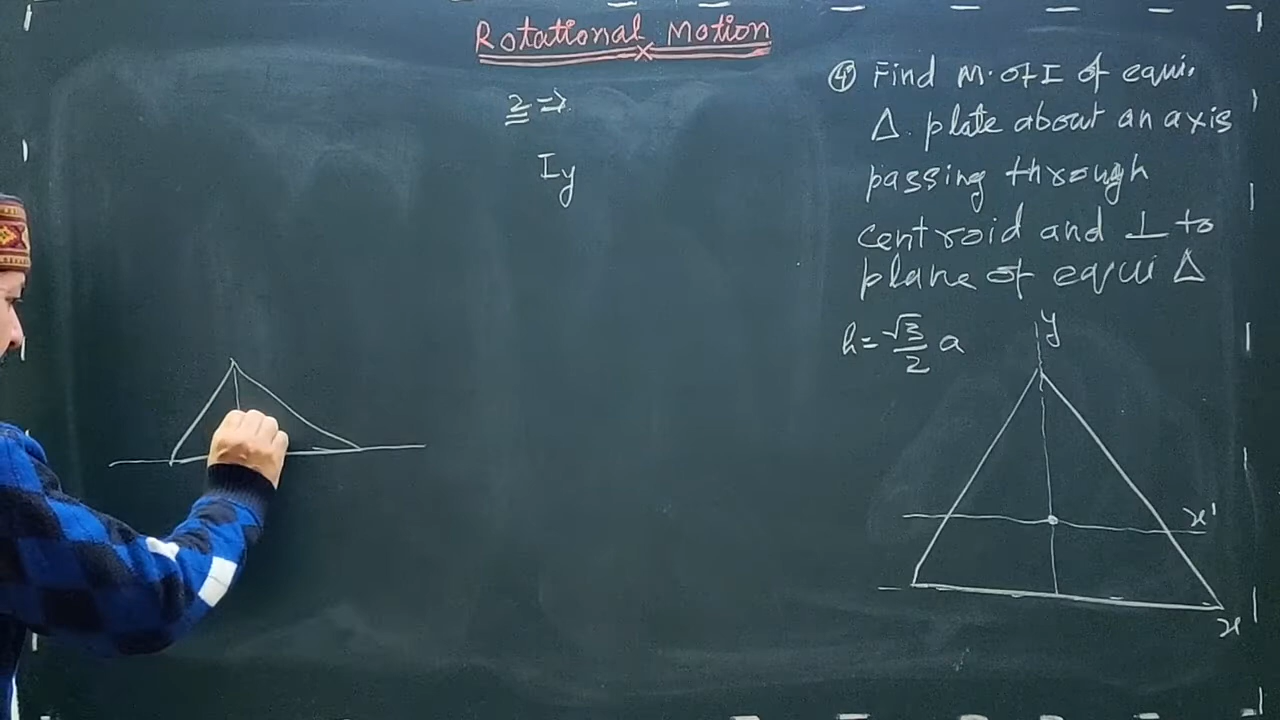 Rotational Motion
2 ⇒
Iy
④ Find M. of I of equi.
Δ. plate about an axis
passing through
centroid and ⊥ to
plane of equi Δ
h = √3/2 a
y
x'
x